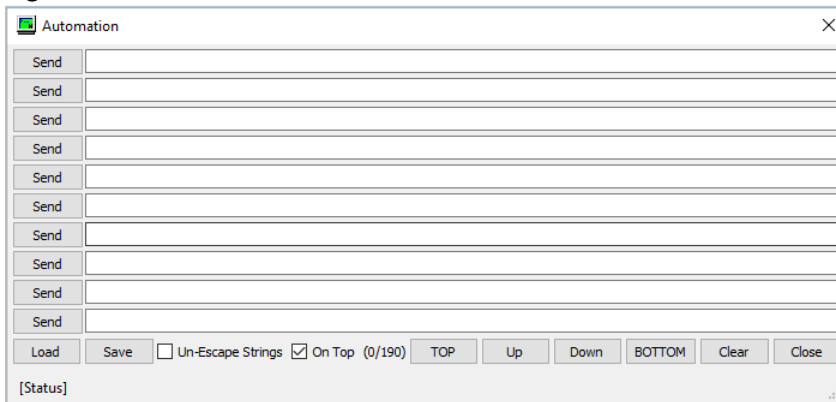 Automation
Send
Send
Send
Send
Send
Send
Send
Send
Send
Send
Load Save Un-Escape Strings On Top (0/190) TOP Up Down BOTTOM Clear Close
[Status]